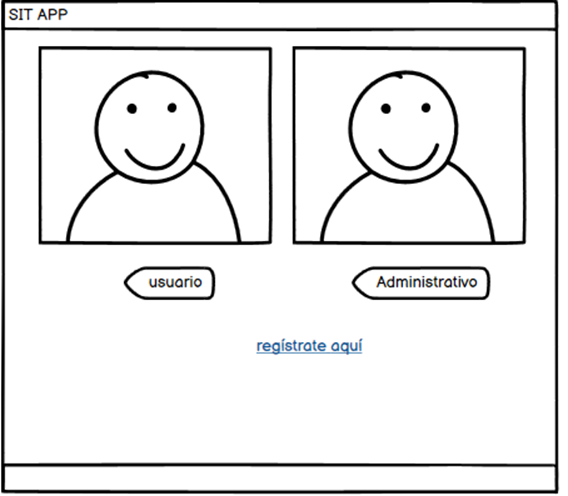 SIT APP
usuario
Administrativo
regístrate aquí